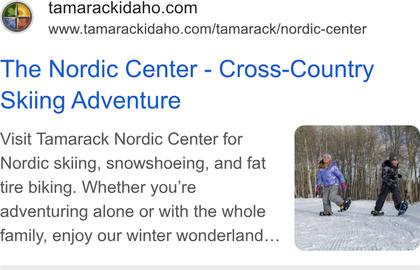 tamarackidaho.com
www.tamarackidaho.com/tamarack/nordic-center
The Nordic Center - Cross-Country
Skiing Adventure
Visit Tamarack Nordic Center for
Nordic skiing, snowshoeing, and fat
tire biking. Whether you’re
adventuring alone or with the whole
family, enjoy our winter wonderland…